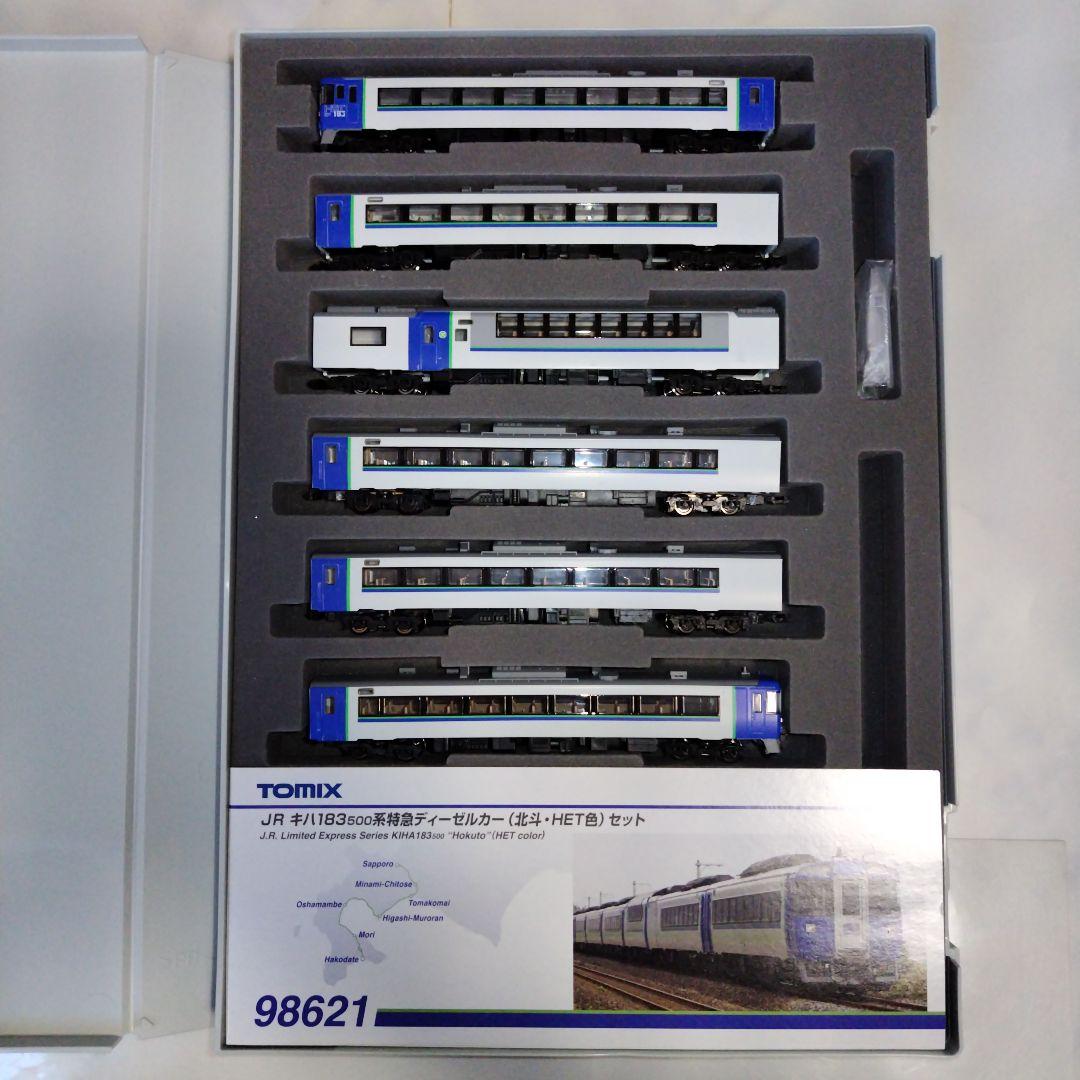 183
TOMIX
JR キハ183500系特急ディーゼルカー(北斗・HET色)セット
J.R. Limited Express Series KIHA183500 "Hokuto"(HET color)
Sapporo
Minami-Chitose
Oshamambe
Tomakomai
Higashi-Muroran
Mori
Hakodate
98621